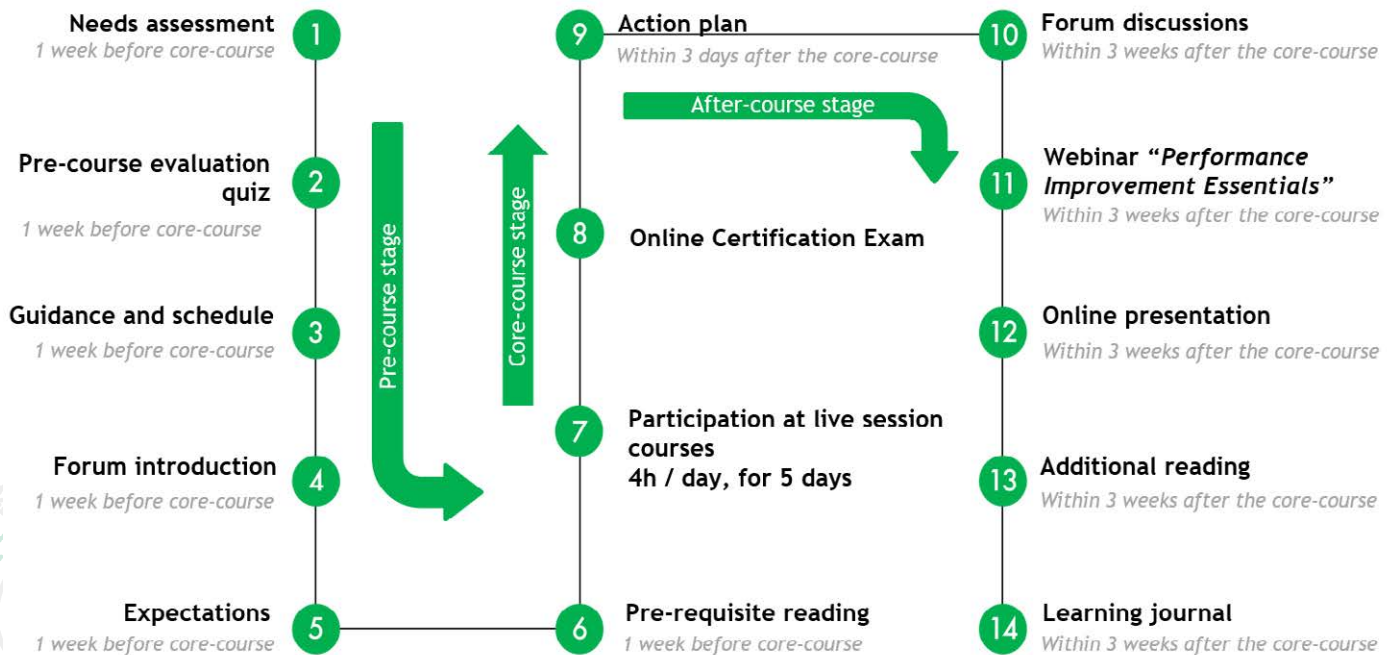 1
Needs assessment
1 week before core-course
2
Pre-course evaluation
quiz
1 week before core-course
3
Guidance and schedule
1 week before core-course
4
Forum introduction
1 week before core-course
5
Expectations
1 week before core-course
Pre-course stage
6
Pre-requisite reading
1 week before core-course
7
Participation at live session
courses
4h / day, for 5 days
Core-course stage
8
Online Certification Exam
9
Action plan
Within 3 days after the core-course
After-course stage
10
Forum discussions
Within 3 weeks after the core-course
11
Webinar “Performance
Improvement Essentials”
Within 3 weeks after the core-course
12
Online presentation
Within 3 weeks after the core-course
13
Additional reading
Within 3 weeks after the core-course
14
Learning journal
Within 3 weeks after the core-course